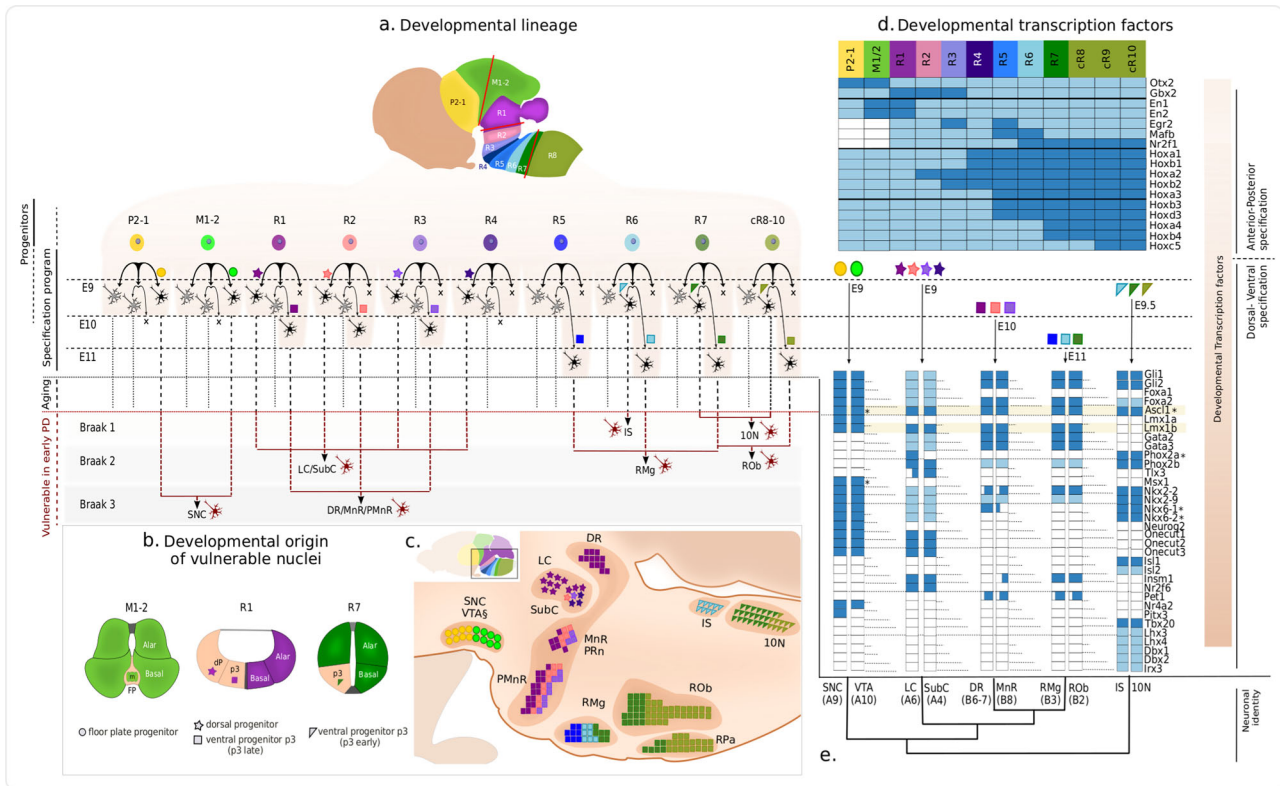 a. Developmental lineage
P2-1
M1-2
R1
R2
R3
R4
R5
R6
R7
R8
Progenitors
Specification program
Aging
Vulnerable in early PD
P2-1 M1-2 R1 R2 R3 R4 R5 R6 R7 cR8-10
E9
x x x x x x x x
E10
x x x
E11
Braak 1
IS
10N
Braak 2
LC/SubC
RMg
ROb
Braak 3
SNC
DR/MnR/PMnR
b. Developmental origin
of vulnerable nuclei
M1-2 R1 R7
Alar
Basal
m
FP
dP
p3
Alar
Basal
Alar
p3
Basal
floor plate progenitor
dorsal progenitor
ventral progenitor p3
(p3 late)
ventral progenitor p3
(p3 early)
c.
DR
LC
SubC
SNC
VTA§
MnR
PRn
PMnR
IS
10N
RMg
ROb
RPa
d. Developmental transcription factors
P2-1 M1/2 R1 R2 R3 R4 R5 R6 R7 cR8 cR9 cR10
Otx2
Gbx2
En1
En2
Egr2
Mafb
Nr2f1
Hoxa1
Hoxb1
Hoxa2
Hoxb2
Hoxa3
Hoxb3
Hoxd3
Hoxa4
Hoxb4
Hoxc5
Anterior-Posterior
specification
Dorsal- Ventral
specification
Developmental Transcription factors
Neuronal
identity
E9
E9
E10
E11
E9.5
Gli1
Gli2
Foxa1
Foxa2
* Ascl1*
Lmx1a
Lmx1b
Gata2
Gata3
Phox2a*
Phox2b
Tlx3
* Msx1
Nkx2-2
Nkx2-9
Nkx6-1*
Nkx6-2*
Neurog2
Onecut1
Onecut2
Onecut3
Isl1
Isl2
Insm1
Nr2f6
Pet1
Nr4a2
Pitx3
Tbx20
Lhx3
Lhx4
Dbx1
Dbx2
Irx3
SNC VTA LC SubC DR MnR RMg ROb IS 10N
(A9) (A10) (A6) (A4) (B6-7) (B8) (B3) (B2)
e.